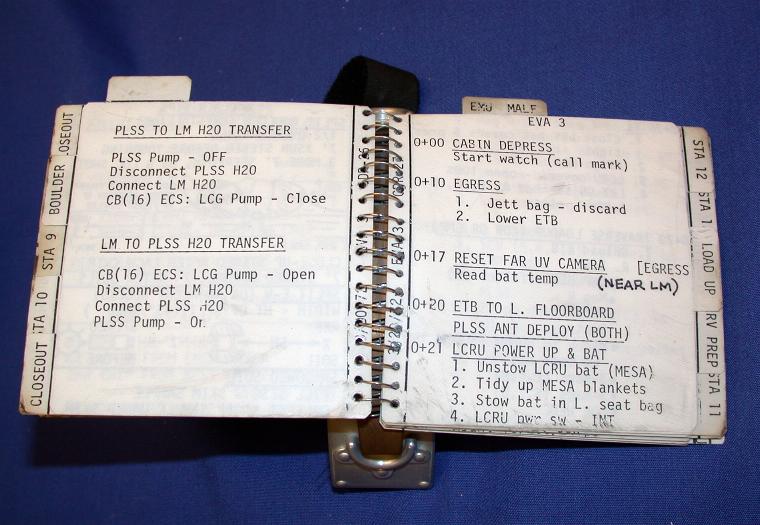 PLSS TO LM H2O TRANSFER
PLSS Pump - OFF
Disconnect PLSS H2O
Connect LM H2O
CB(16) ECS: LCG Pump - Close
LM TO PLSS H2O TRANSFER
CB(16) ECS: LCG Pump - Open
Disconnect LM H2O
Connect PLSS H2O
PLSS Pump - On
OSEOUT
BOULDER
STA 9
TA 10
CLOSEOUT
EMU MALF
EVA 3
0+00 CABIN DEPRESS
Start watch (call mark)
0+10 EGRESS
1. Jett bag - discard
2. Lower ETB
0+17 RESET FAR UV CAMERA [EGRESS
Read bat temp (NEAR LM)
0+20 ETB TO L. FLOORBOARD
PLSS ANT DEPLOY (BOTH)
0+21 LCRU POWER UP & BAT
1. Unstow LCRU bat (MESA)
2. Tidy up MESA blankets
3. Stow bat in L. seat bag
4. LCRU pwr sw - INT
STA 12
STA 1
LOAD UP
RV PREP
STA 11